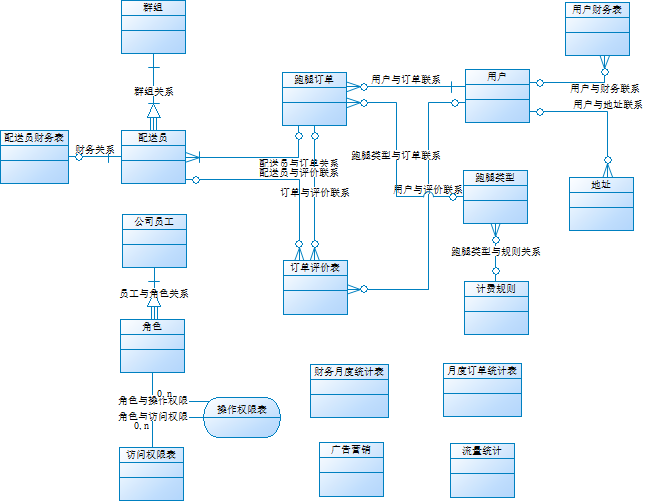 群组
用户财务表
跑腿订单
用户与订单联系
用户
用户与财务联系
群组关系
用户与地址联系
配送员财务表
财务关系
配送员
配送员与订单关系
跑腿类型与订单联系
配送员与评价联系
订单与评价联系
用户与评价联系
跑腿类型
地址
公司员工
订单评价表
跑腿类型与规则关系
员工与角色关系
计费规则
角色
财务月度统计表
月度订单统计表
0,n
角色与操作权限
操作权限表
角色与访问权限
0,n
访问权限表
广告营销
流量统计